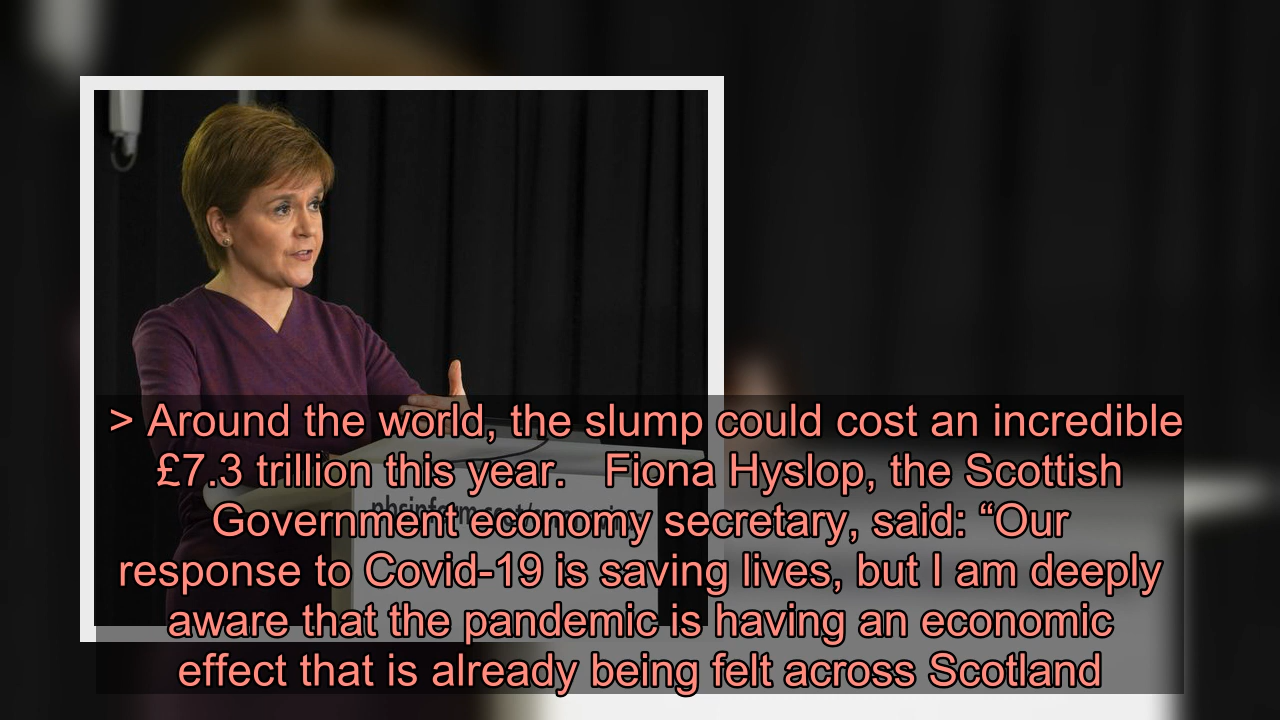 > Around the world, the slump could cost an incredible
£7.3 trillion this year.   Fiona Hyslop, the Scottish
Government economy secretary, said: “Our
response to Covid-19 is saving lives, but I am deeply
aware that the pandemic is having an economic
effect that is already being felt across Scotland